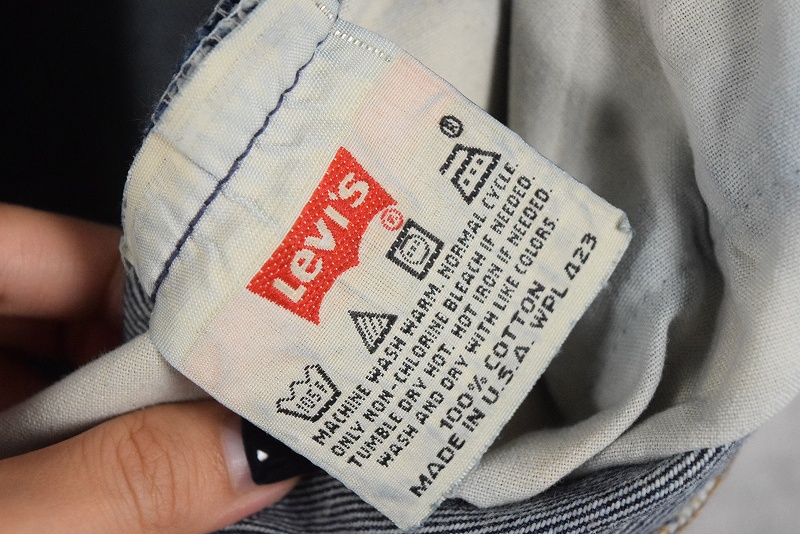 Levi's
®
®
105F
MACHINE WASH WARM, NORMAL CYCLE.
ONLY NON-CHLORINE BLEACH IF NEEDED.
TUMBLE DRY HOT. HOT IRON IF NEEDED.
WASH AND DRY WITH LIKE COLORS.
100% COTTON
MADE IN U.S.A. WPL 423